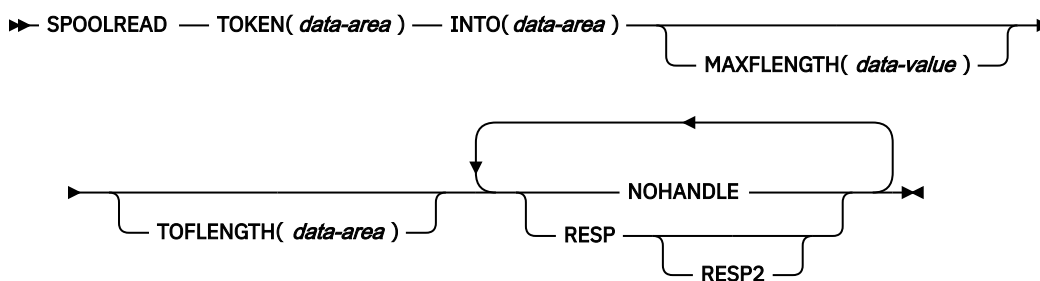 SPOOLREAD TOKEN( data-area ) INTO( data-area )
MAXFLENGTH( data-value )
NOHANDLE
TOFLENGTH( data-area ) RESP
RESP2